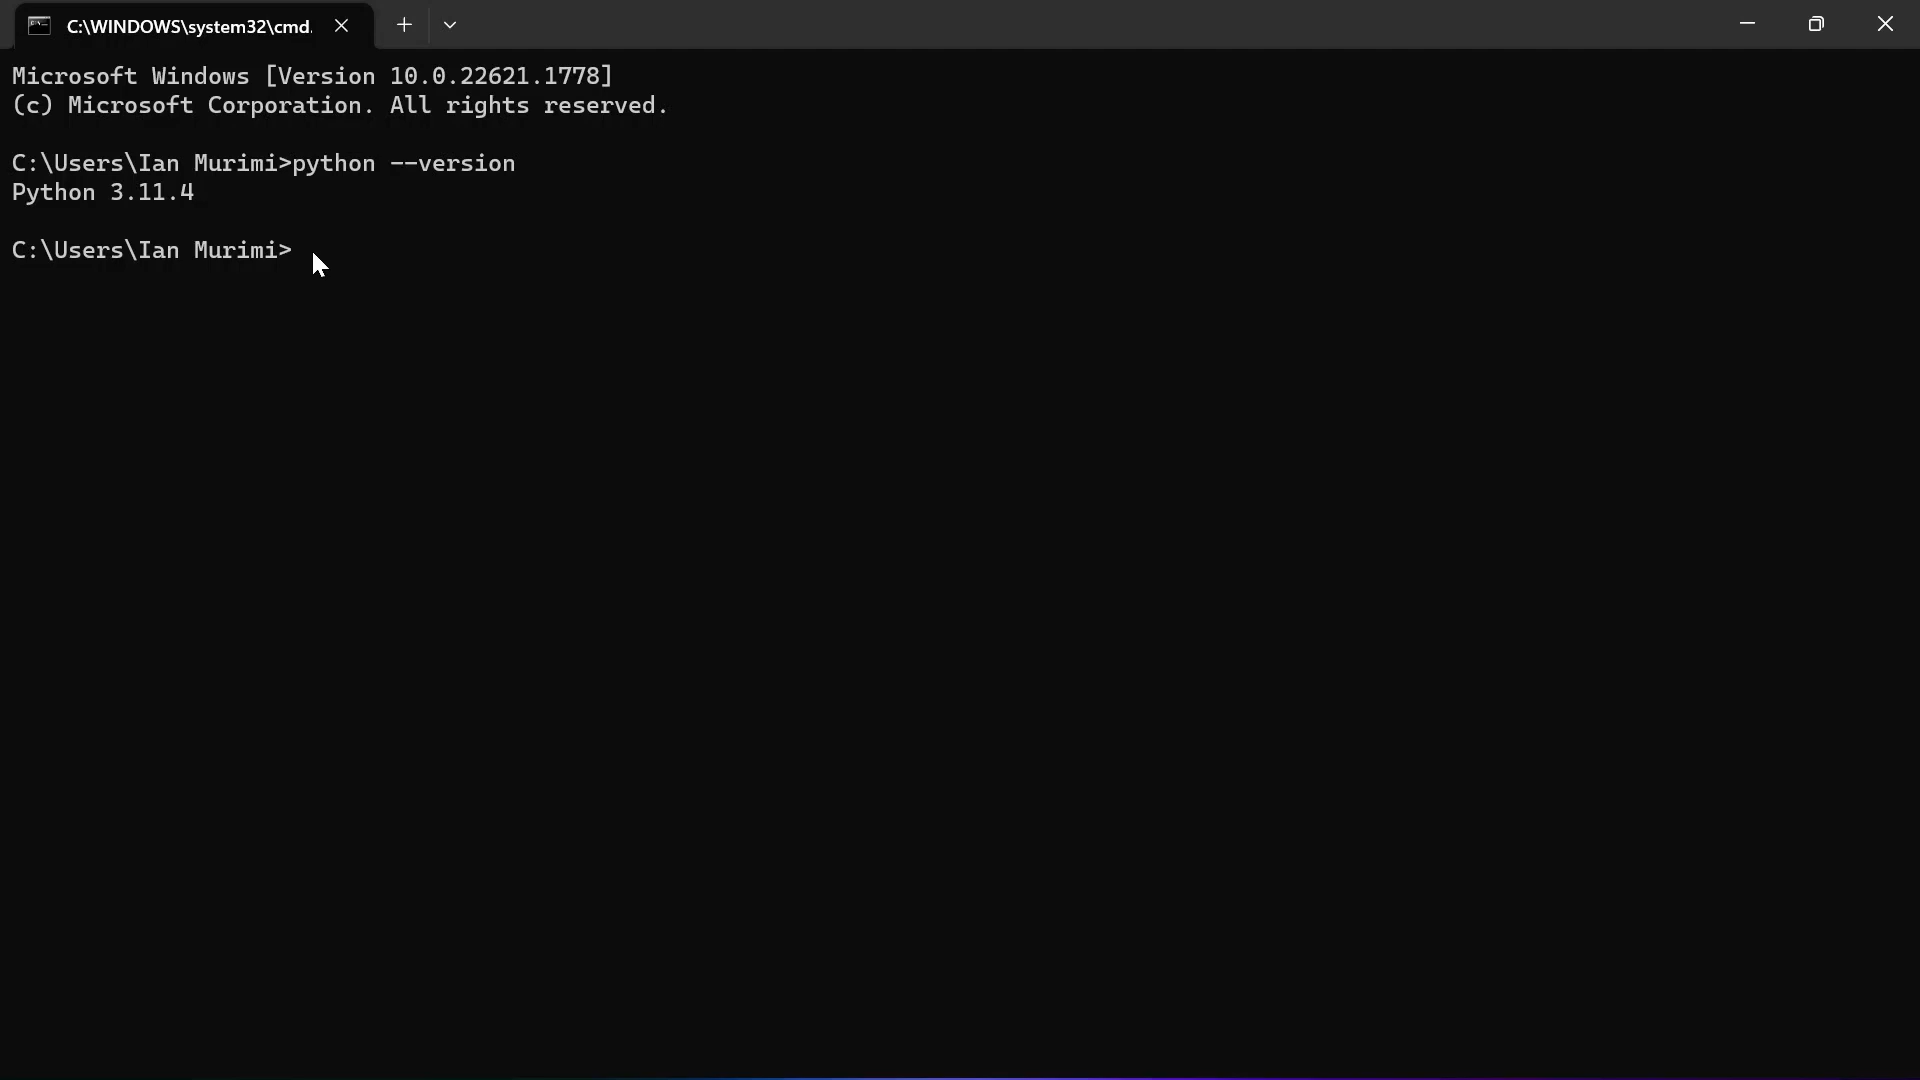 C:\WINDOWS\system32\cmd.
Microsoft Windows [Version 10.0.22621.1778]
(c) Microsoft Corporation. All rights reserved.
C:\Users\Ian Murimi>python --version
Python 3.11.4
C:\Users\Ian Murimi>